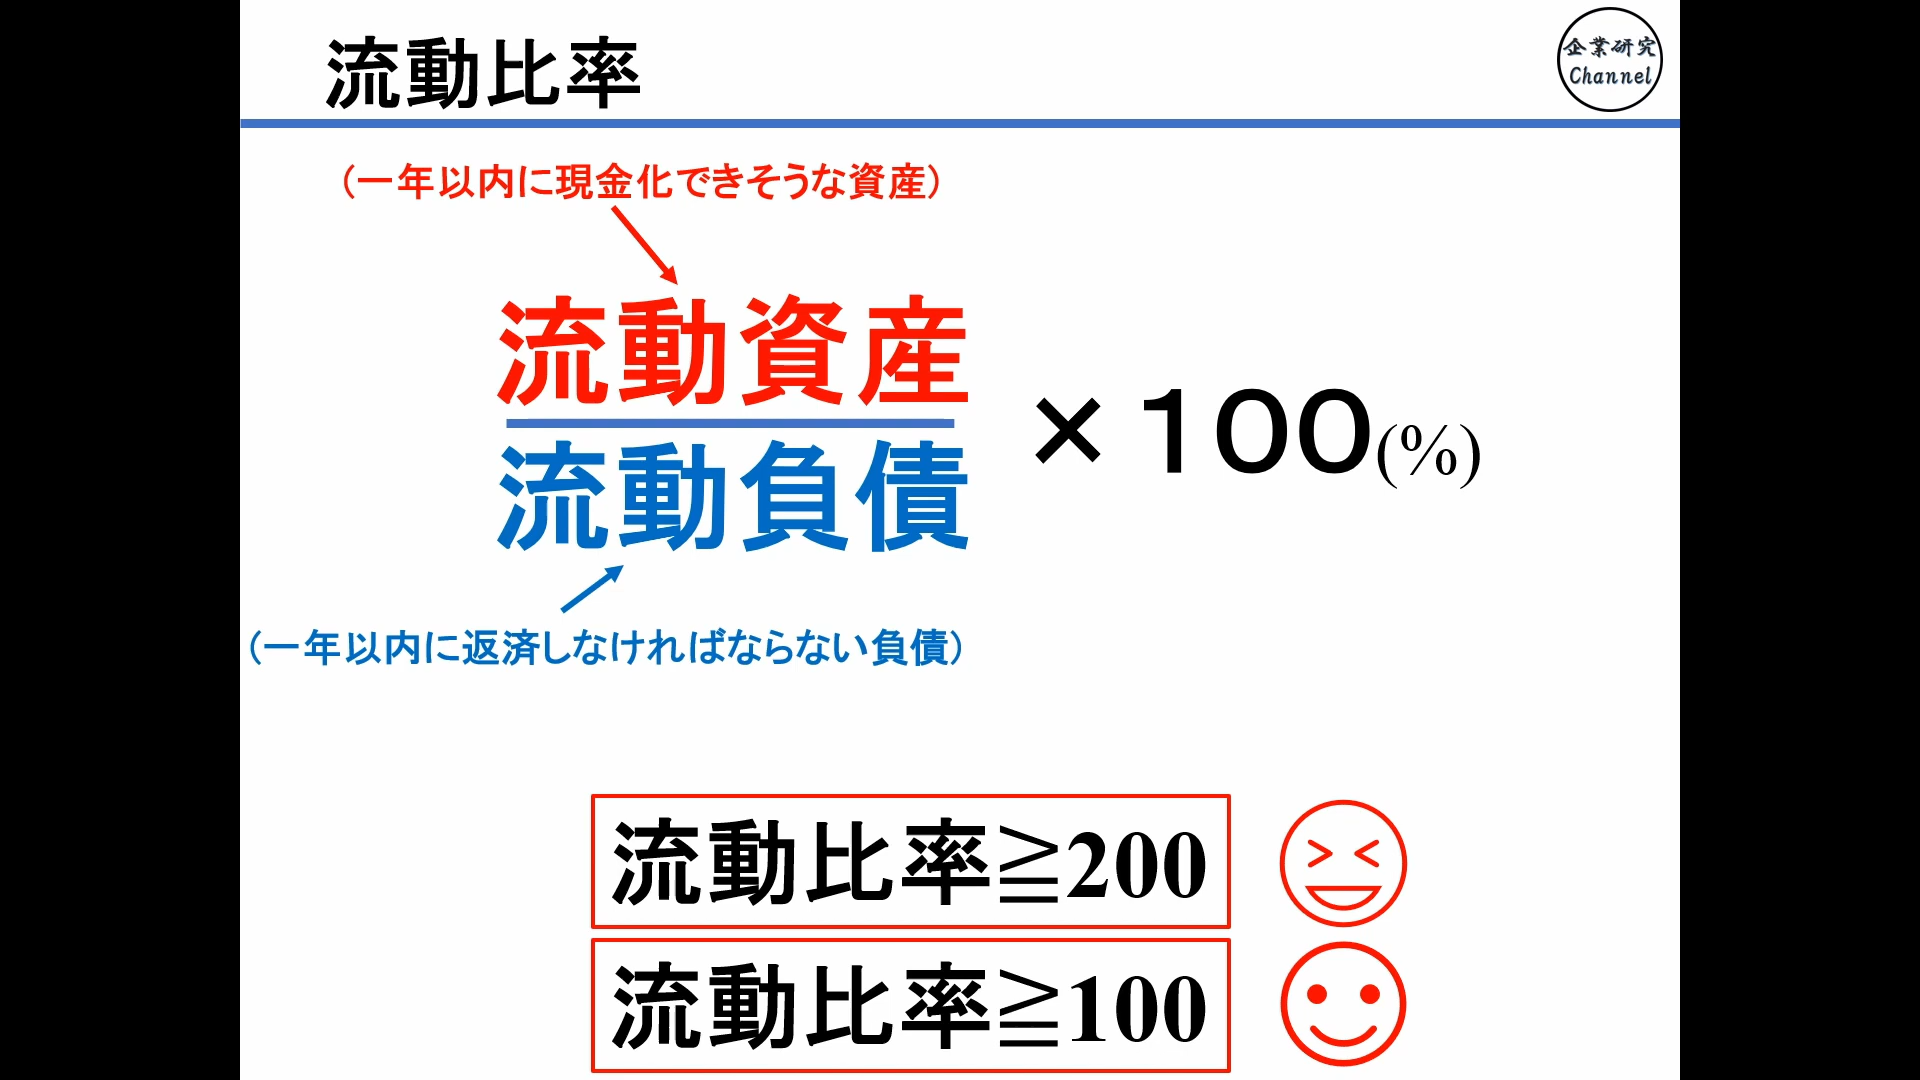 流動比率
企業研究
Channel
（一年以内に現金化できそうな資産）
流動資産
流動負債
×100(%)
（一年以内に返済しなければならない負債）
流動比率≧200
流動比率≧100